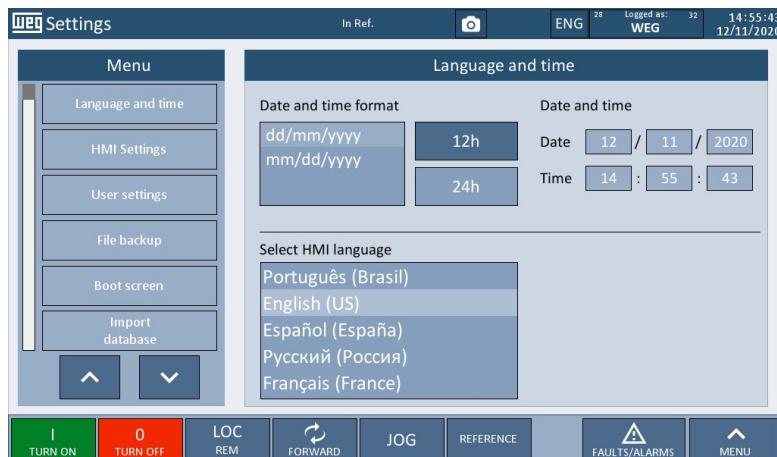 WEG Settings
In Ref.
ENG
28 Logged as: 32
WEG
14:55:43
12/11/2020
Menu
Language and time
HMI Settings
User settings
File backup
Boot screen
Import
database
Language and time
Date and time format
dd/mm/yyyy
mm/dd/yyyy
12h
24h
Date and time
Date 12 / 11 / 2020
Time 14 : 55 : 43
Select HMI language
Português (Brasil)
English (US)
Español (España)
Русский (Россия)
Français (France)
I
TURN ON
0
TURN OFF
LOC
REM
FORWARD
JOG
REFERENCE
FAULTS/ALARMS
MENU